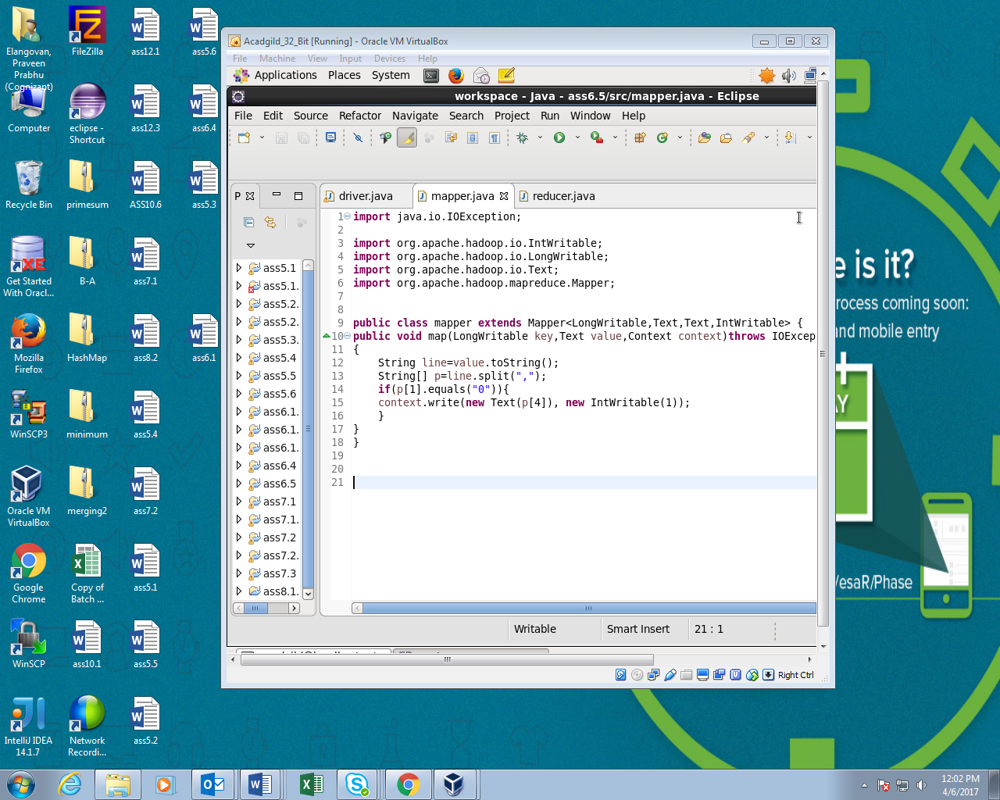 Elangovan,
Praveen
Prabhu
(Cognizant)
FileZilla
ass12.1
ass5.6
Computer
eclipse -
Shortcut
ass12.3
ass6.4
Recycle Bin
primesum
ASS10.6
ass5.3
Get Started
With Oracl...
B-A
ass7.1
Mozilla
Firefox
HashMap
ass8.2
ass6.1
WinSCP3
minimum
ass5.4
Oracle VM
VirtualBox
merging2
ass7.2
Google
Chrome
Copy of
Batch ...
ass5.1
WinSCP
ass10.1
ass5.5
IntelliJ IDEA
14.1.7
Network
Recordi...
ass5.2
Acadgild_32_Bit [Running] - Oracle VM VirtualBox
File Machine View Input Devices Help
Applications Places System
workspace - Java - ass6.5/src/mapper.java - Eclipse
File Edit Source Refactor Navigate Search Project Run Window Help
P
driver.java mapper.java reducer.java
ass5.1
ass5.1.
ass5.2.
ass5.2.
ass5.3.
ass5.4
ass5.5
ass5.6
ass6.1.
ass6.1.
ass6.1.
ass6.4
ass6.5
ass7.1
ass7.1.
ass7.2
ass7.2.
ass7.3
ass8.1.
1 import java.io.IOException;
2
3 import org.apache.hadoop.io.IntWritable;
4 import org.apache.hadoop.io.LongWritable;
5 import org.apache.hadoop.io.Text;
6 import org.apache.hadoop.mapreduce.Mapper;
7
8
9 public class mapper extends Mapper<LongWritable,Text,Text,IntWritable> {
10 public void map(LongWritable key,Text value,Context context)throws IOExcep
11 {
12 String line=value.toString();
13 String[] p=line.split(",");
14 if(p[1].equals("0")){
15 context.write(new Text(p[4]), new IntWritable(1));
16 }
17 }
18 }
19
20
21
Writable Smart Insert 21 : 1
Right Ctrl
e is it?
process coming soon:
and mobile entry
AY
/esaR/Phase
12:02 PM
4/6/2017